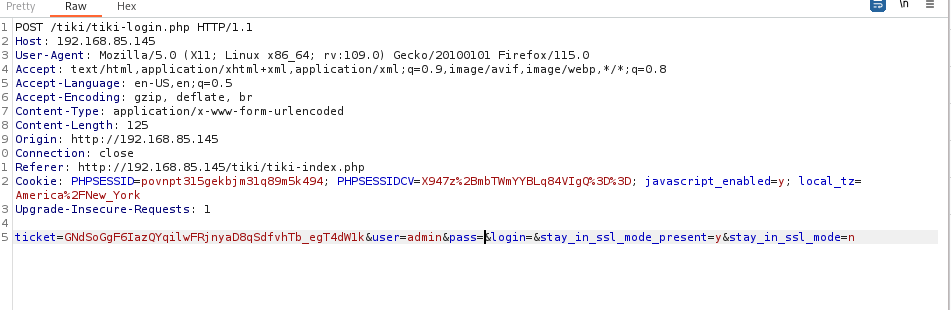 Pretty Raw Hex
\n
1 POST /tiki/tiki-login.php HTTP/1.1
2 Host: 192.168.85.145
3 User-Agent: Mozilla/5.0 (X11; Linux x86_64; rv:109.0) Gecko/20100101 Firefox/115.0
4 Accept: text/html,application/xhtml+xml,application/xml;q=0.9,image/avif,image/webp,*/*;q=0.8
5 Accept-Language: en-US,en;q=0.5
6 Accept-Encoding: gzip, deflate, br
7 Content-Type: application/x-www-form-urlencoded
8 Content-Length: 125
9 Origin: http://192.168.85.145
0 Connection: close
1 Referer: http://192.168.85.145/tiki/tiki-index.php
2 Cookie: PHPSESSID=povnpt315gekbjm31q89m5k494; PHPSESSIDCV=X947z%2BmbTWmYYBLq84VIgQ%3D%3D; javascript_enabled=y; local_tz=
America%2FNew_York
3 Upgrade-Insecure-Requests: 1
4
5 ticket=GNdSoGgF6IazQYqilwFRjnyaD8qSdfvhTb_egT4dW1k&user=admin&pass=&login=&stay_in_ssl_mode_present=y&stay_in_ssl_mode=n